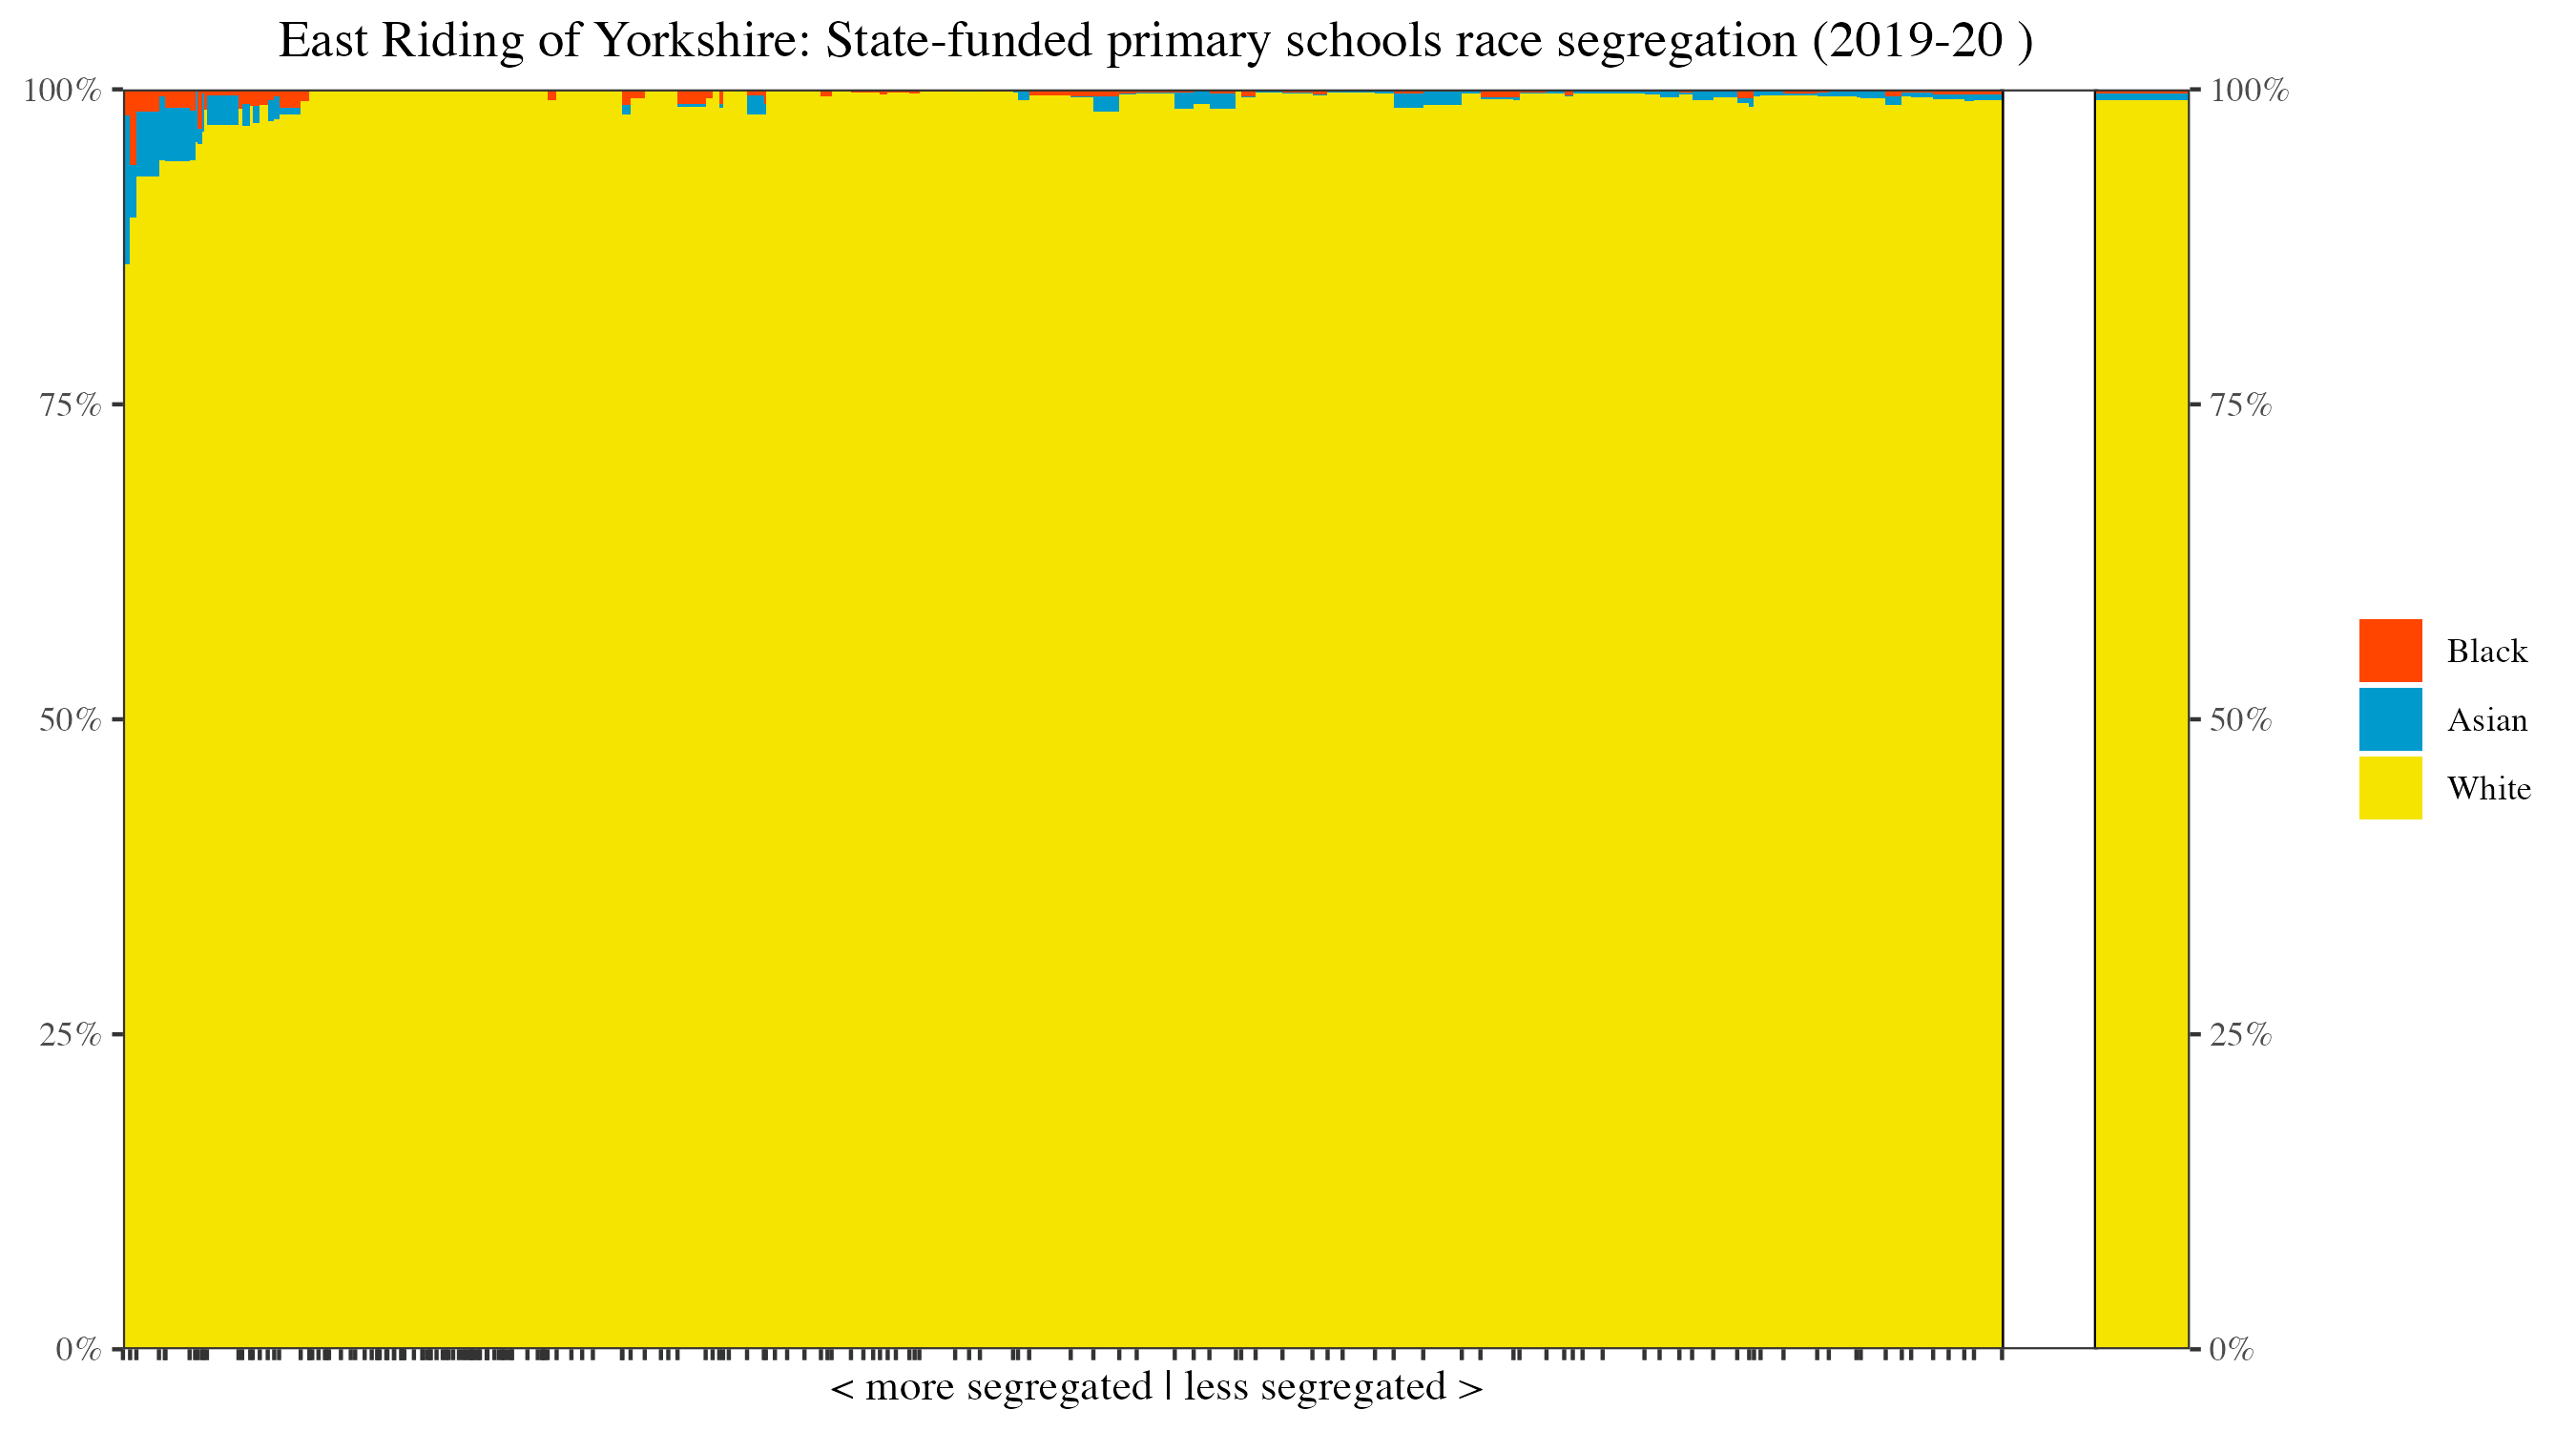 East Riding of Yorkshire: State-funded primary schools race segregation (2019-20 )
100%
75%
50%
25%
0%
100%
75%
50%
25%
0%
Black
Asian
White
< more segregated | less segregated >